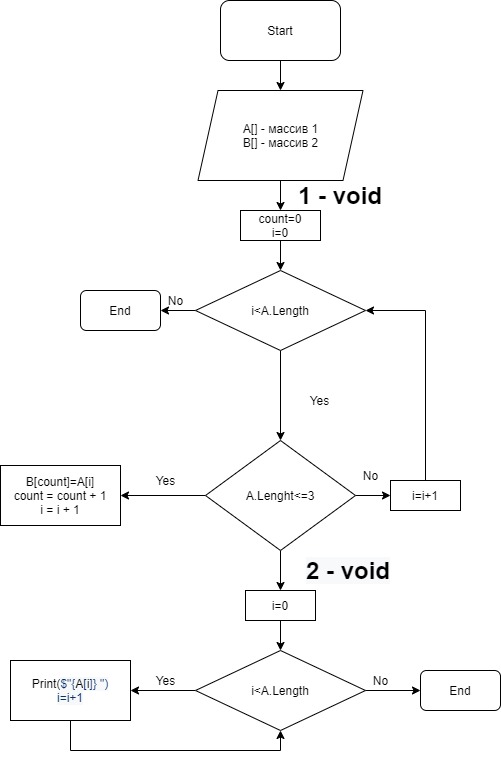 Start
A[] - массив 1
B[] - массив 2
1 - void
count=0
i=0
i<A.Length
No
End
Yes
A.Lenght<=3
Yes
B[count]=A[i]
count = count + 1
i = i + 1
No
i=i+1
2 - void
i=0
i<A.Length
Yes
Print($"{A[i]} ")
i=i+1
No
End